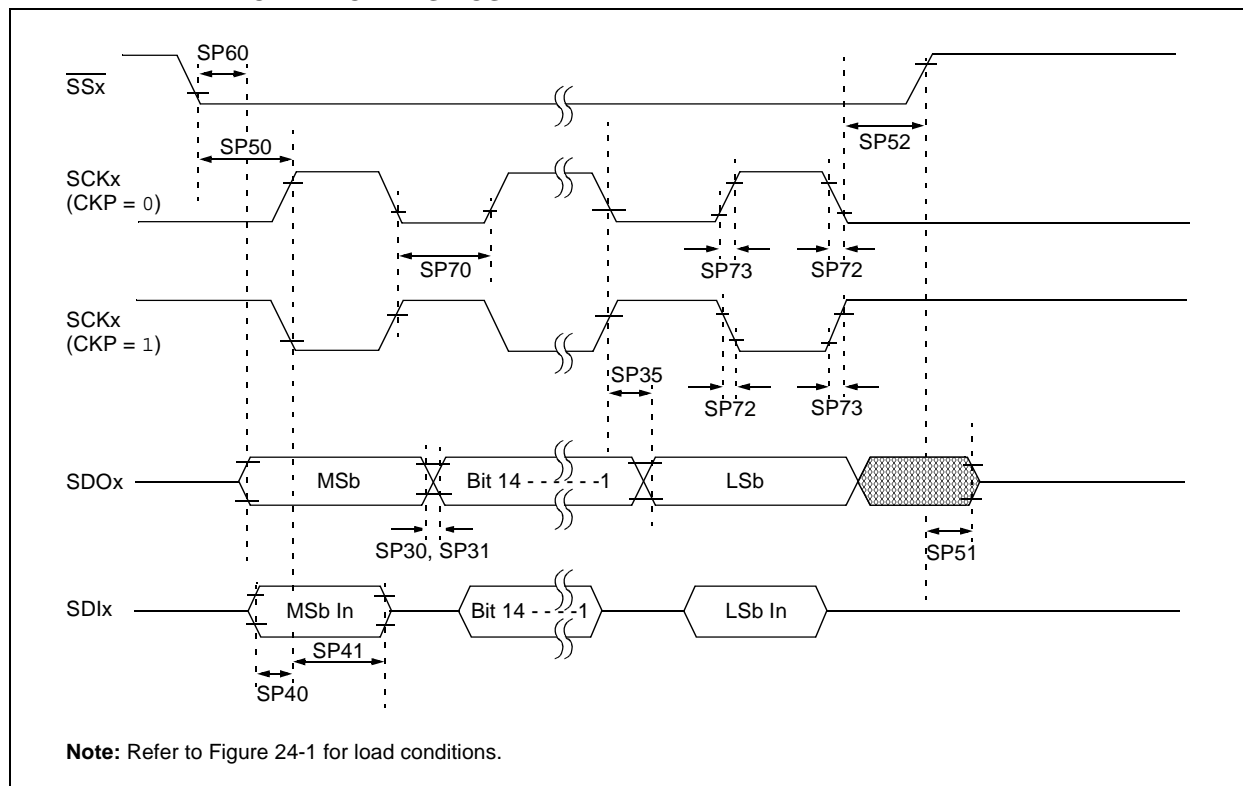 SP60
SSx
SP50
SP52
SCKx
(CKP = 0)
SP70
SP73
SP72
SCKx
(CKP = 1)
SP35
SP72
SP73
SDOx
MSb
Bit 14 - - - - - -1
LSb
SP30, SP31
SP51
SDIx
MSb In
Bit 14 - - - -1
LSb In
SP41
SP40
Note: Refer to Figure 24-1 for load conditions.